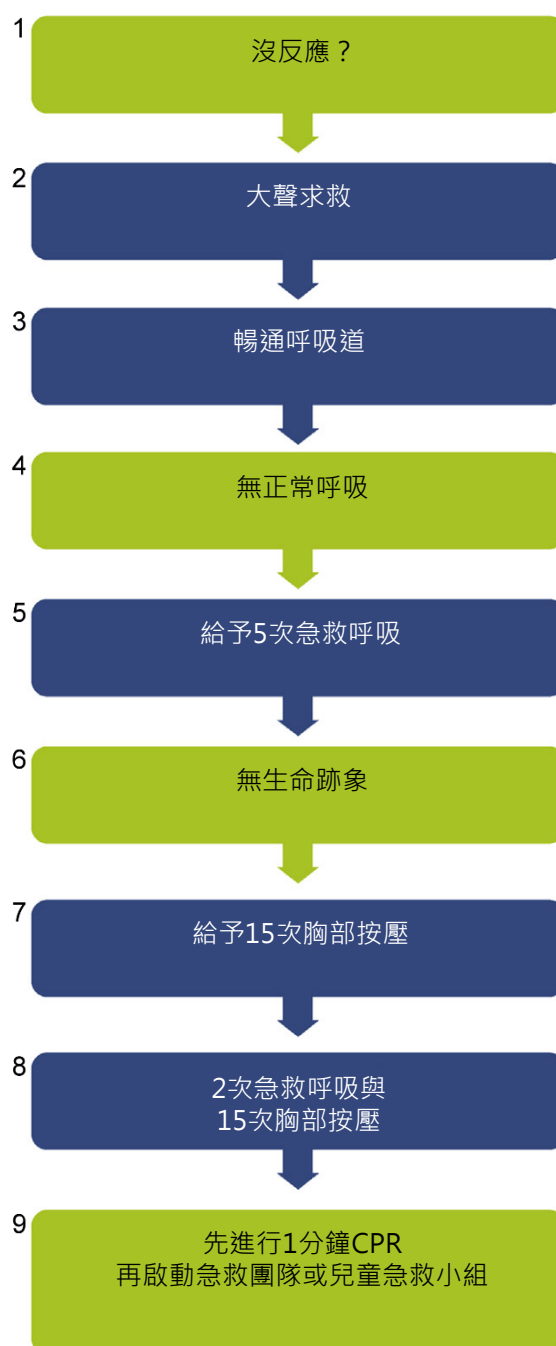 1
沒反應？
2
大聲求救
3
暢通呼吸道
4
無正常呼吸
5
給予5次急救呼吸
6
無生命跡象
7
給予15次胸部按壓
8
2次急救呼吸與
15次胸部按壓
9
先進行1分鐘CPR
再啟動急救團隊或兒童急救小組